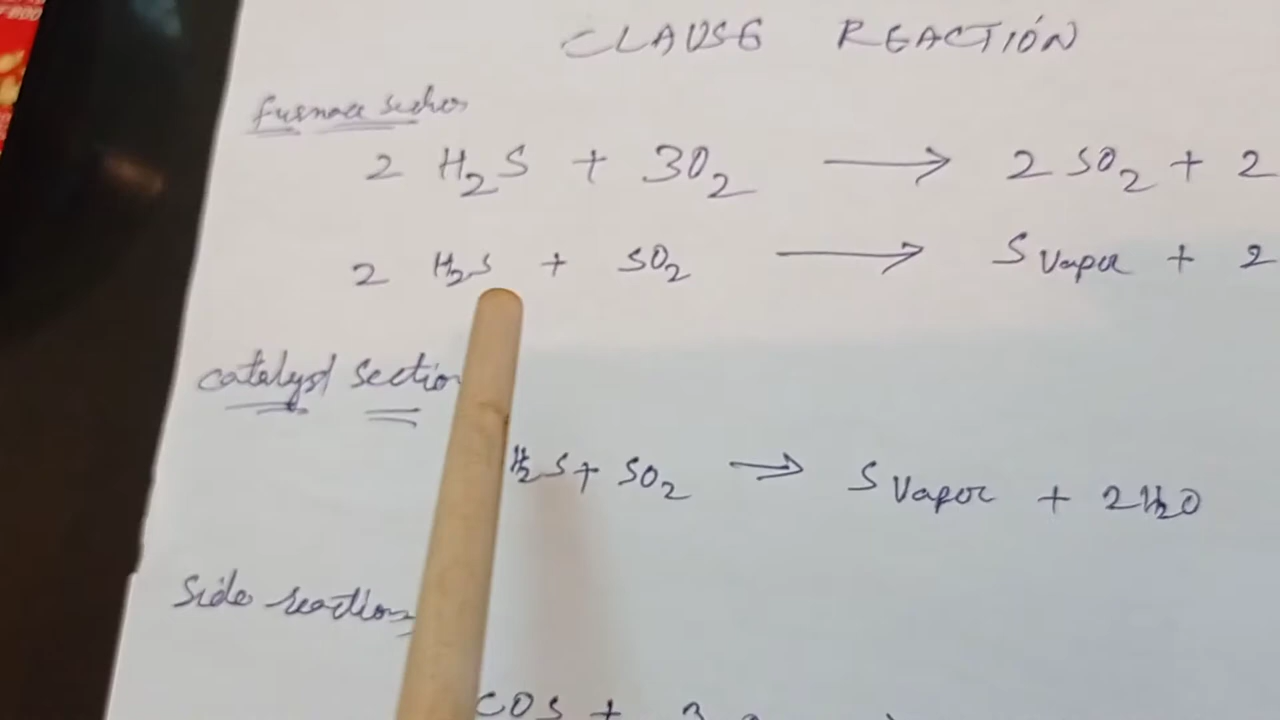 CLAUSE REACTION
furnace section
2 H₂S + 3O₂ → 2 SO₂ + 2
2 H₂S + SO₂ → S Vapor + 2
catalyst section
H₂S + SO₂ → S Vapor + 2H₂O
Side reactions
COS +